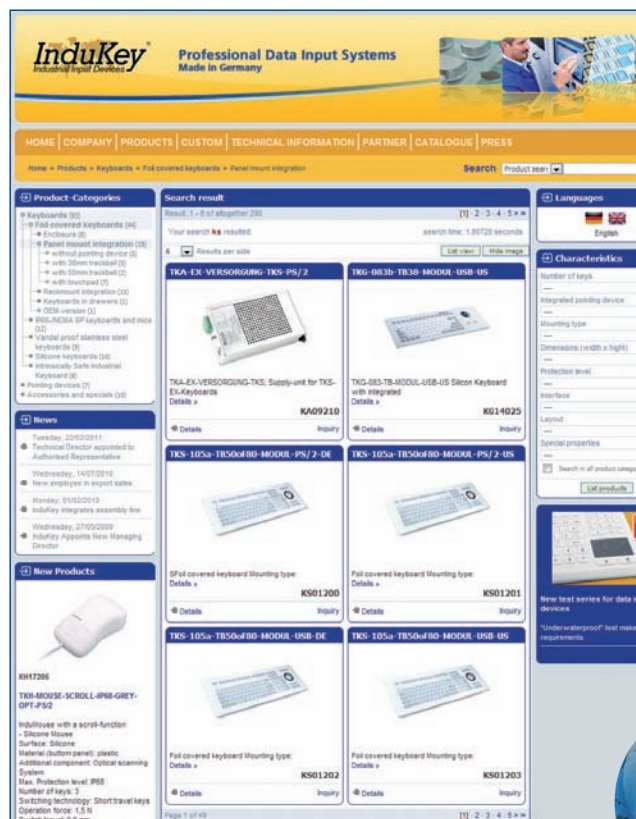 InduKey
Industrial Input Devices
Professional Data Input Systems
Made in Germany
HOME | COMPANY | PRODUCTS | CUSTOM | TECHNICAL INFORMATION | PARTNER | CATALOGUE | PRESS
Home » Products » Keyboards » Foil covered keyboards » Panel mount integration
Search
Product-Categories
Keyboards [93]
Foil covered keyboards [44]
Enclosure
Panel mount integration
without pointing device
with 38mm trackball
with 50mm trackball
with touchpad
Rackmount integration
Keyboards in drawers
OEM-version
IP68-/NEMA 6P keyboards and mice
[12]
Vandal proof stainless steel
keyboards
Silicone keyboards
Intrinsically Safe Industrial
Keyboard
Pointing devices
Accessories and specials
News
Tuesday, 22/02/2011
Technical Director appointed to
Authorised Representative
Wednesday, 14/07/2010
New employee in export sales
Monday, 01/02/2010
InduKey integrates assembly line
Wednesday, 27/05/2009
InduKey Appoints New Managing
Director
New Products
KH17205
TKH-MOUSE-SCROLL-IP68-GREY-
OPT-PS/2
InduMouse with a scroll-function
- Silicone Mouse
Surface: Silicone
Material (buttom panel): plastic
Additional component: Optical scanning
System
Max. Protection level: IP68
Number of keys: 3
Switching technology: Short travel keys
Operation force: 1,5 N
Search result
Result: 1 - 6 of altogether 290
[1] - 2 - 3 - 4 - 5 > »
Your search ka resulted:
search time: 1.00728 seconds
6 Results per side
List view
Hide image
TKA-EX-VERSORGUNG-TKS-PS/2
TKA-EX-VERSORGUNG-TKS; Supply-unit for TKS-
EX-Keyboards
Details »
KA09210
Details
Inquiry
TKG-083b-TB38-MODUL-USB-US
TKG-083-TB-MODUL-USB-US Silicon Keyboard
with integrated
Details »
KG14025
Details
Inquiry
TKS-105a-TB50oF80-MODUL-PS/2-DE
SFoil covered keyboard Mounting type:
Details »
KS01200
Details
Inquiry
TKS-105a-TB50oF80-MODUL-PS/2-US
Foil covered keyboard Mounting type:
Details »
KS01201
Details
Inquiry
TKS-105a-TB50oF80-MODUL-USB-DE
Foil covered keyboard Mounting type:
Details »
KS01202
Details
Inquiry
TKS-105a-TB50oF80-MODUL-USB-US
Foil covered keyboard Mounting type:
Details »
KS01203
Details
Inquiry
Page 1 of 49
[1] - 2 - 3 - 4 - 5 > »
Languages
English
Characteristics
Number of keys
Integrated pointing device
Mounting type
Dimensions (width x hight)
Protection level
Interface
Layout
Special properties
Search in all product
List products
New test series for data
devices
"Underwaterproof" test
requirements